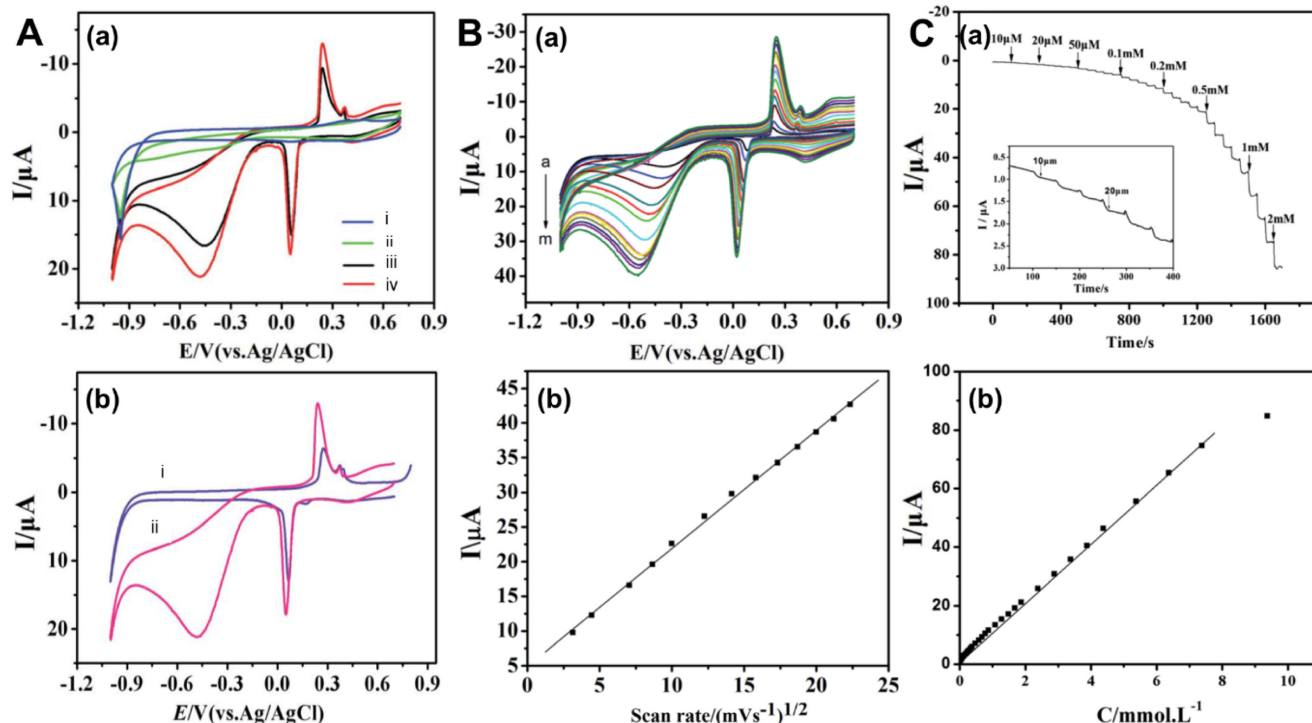 A
(a)
-10
0
10
20
I/µA
i
ii
iii
iv
-1.2 -0.9 -0.6 -0.3 0.0 0.3 0.6 0.9
E/V(vs.Ag/AgCl)
B
(a)
-30
-20
-10
0
10
20
30
40
I/µA
a
m
-1.2 -0.9 -0.6 -0.3 0.0 0.3 0.6 0.9
E/V(vs.Ag/AgCl)
C
(a)
-20
0
20
40
60
80
100
I/µA
10µM 20µM 50µM 0.1mM 0.2mM 0.5mM 1mM 2mM
0.5
1.0
1.5
2.0
2.5
3.0
I / µA
10µm
20µm
100 200 300 400
Time/s
0 400 800 1200 1600
Time/s
(b)
-10
0
10
20
I/µA
i
ii
-1.2 -0.9 -0.6 -0.3 0.0 0.3 0.6 0.9
E/V(vs.Ag/AgCl)
(b)
45
40
35
30
25
20
15
10
5
I\µA
0 5 10 15 20 25
Scan rate/(mVs⁻¹)¹/²
(b)
100
80
60
40
20
0
I/µA
0 2 4 6 8 10
C/mmol.L⁻¹